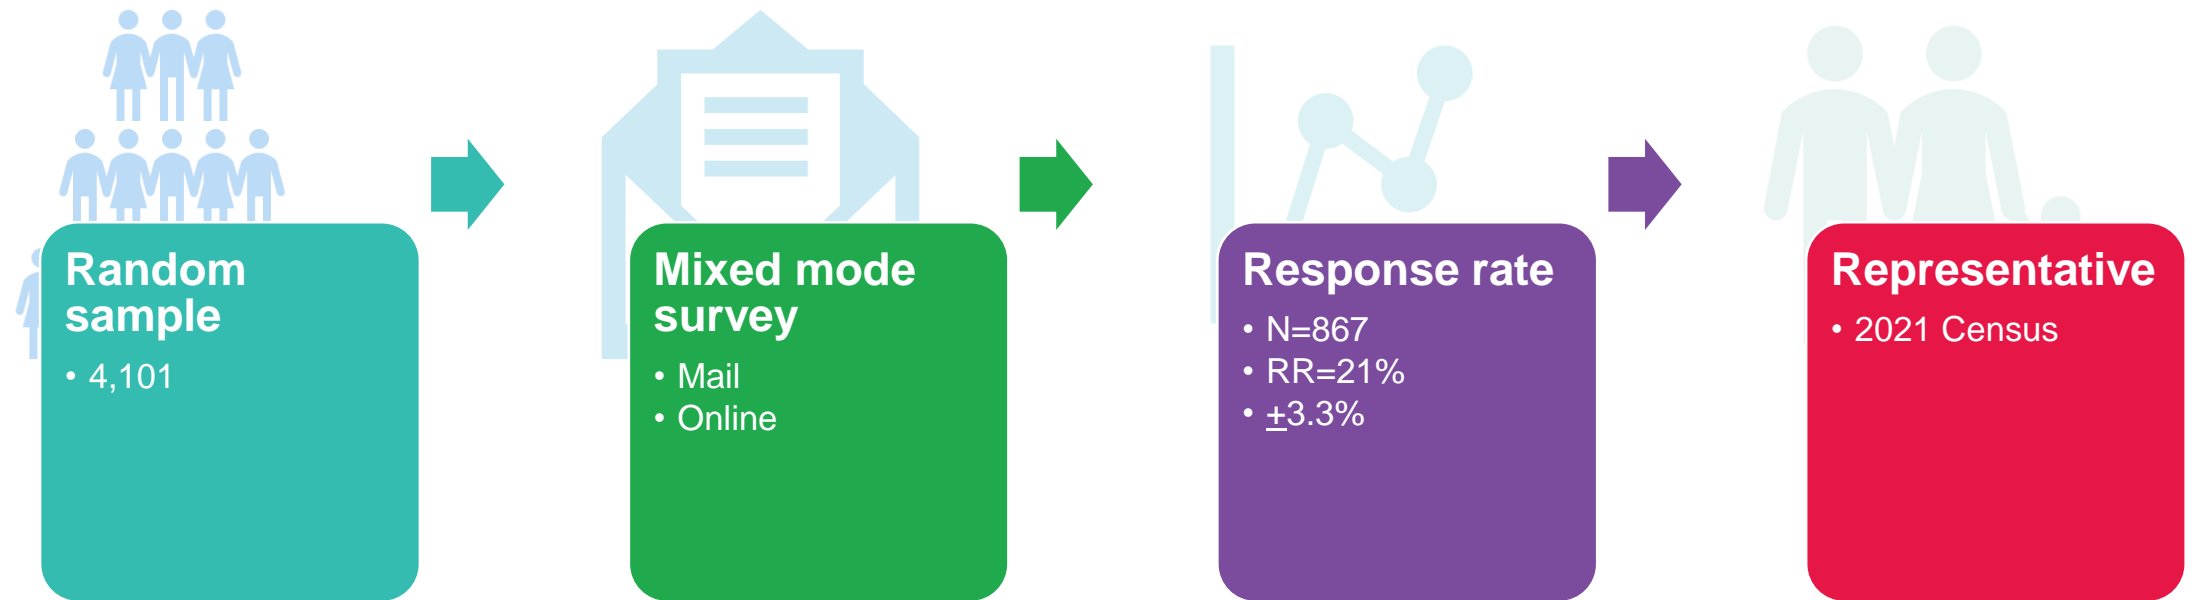 Random
sample
• 4,101
Mixed mode
survey
• Mail
• Online
Response rate
• N=867
• RR=21%
• ±3.3%
Representative
• 2021 Census